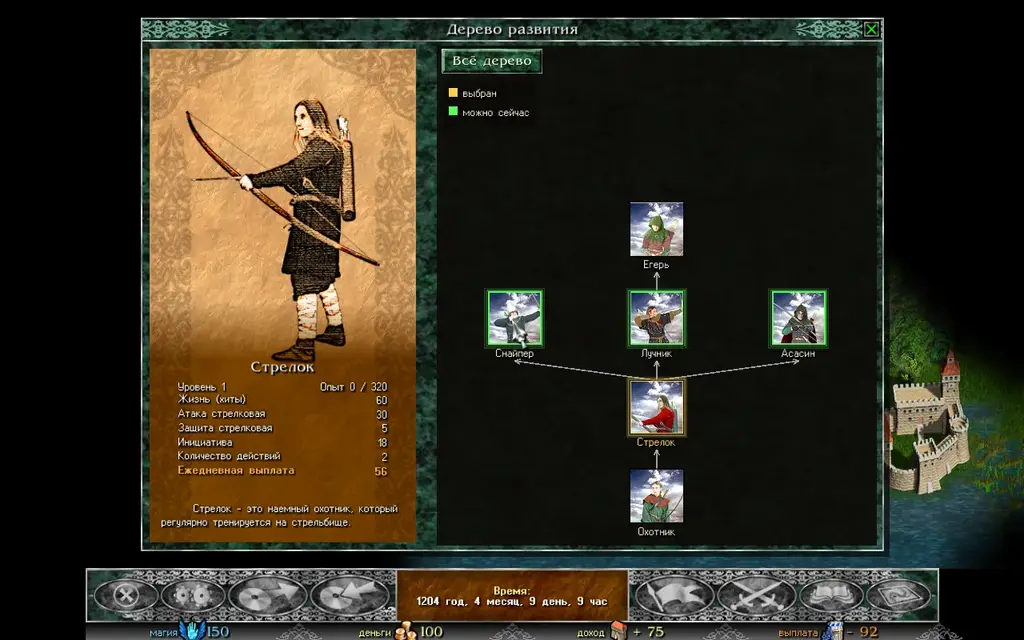 Дерево развития
Всё дерево
выбран
можно сейчас
Егерь
Снайпер
Лучник
Асасин
Стрелок
Охотник
Стрелок
Уровень 1 Опыт 0 / 320
Жизнь (хиты) 60
Атака стрелковая 30
Защита стрелковая 5
Инициатива 18
Количество действий 2
Ежедневная выплата 56
Стрелок - это наемный охотник, который
регулярно тренируется на стрельбище.
Время:
1204 год, 4 месяц, 9 день, 9 час
магия 150 деньги 100 доход + 75 выплата - 92